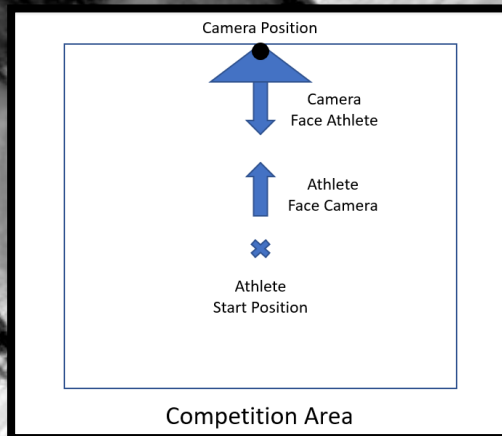 Camera Position
Camera
Face Athlete
Athlete
Face Camera
Athlete
Start Position
Competition Area